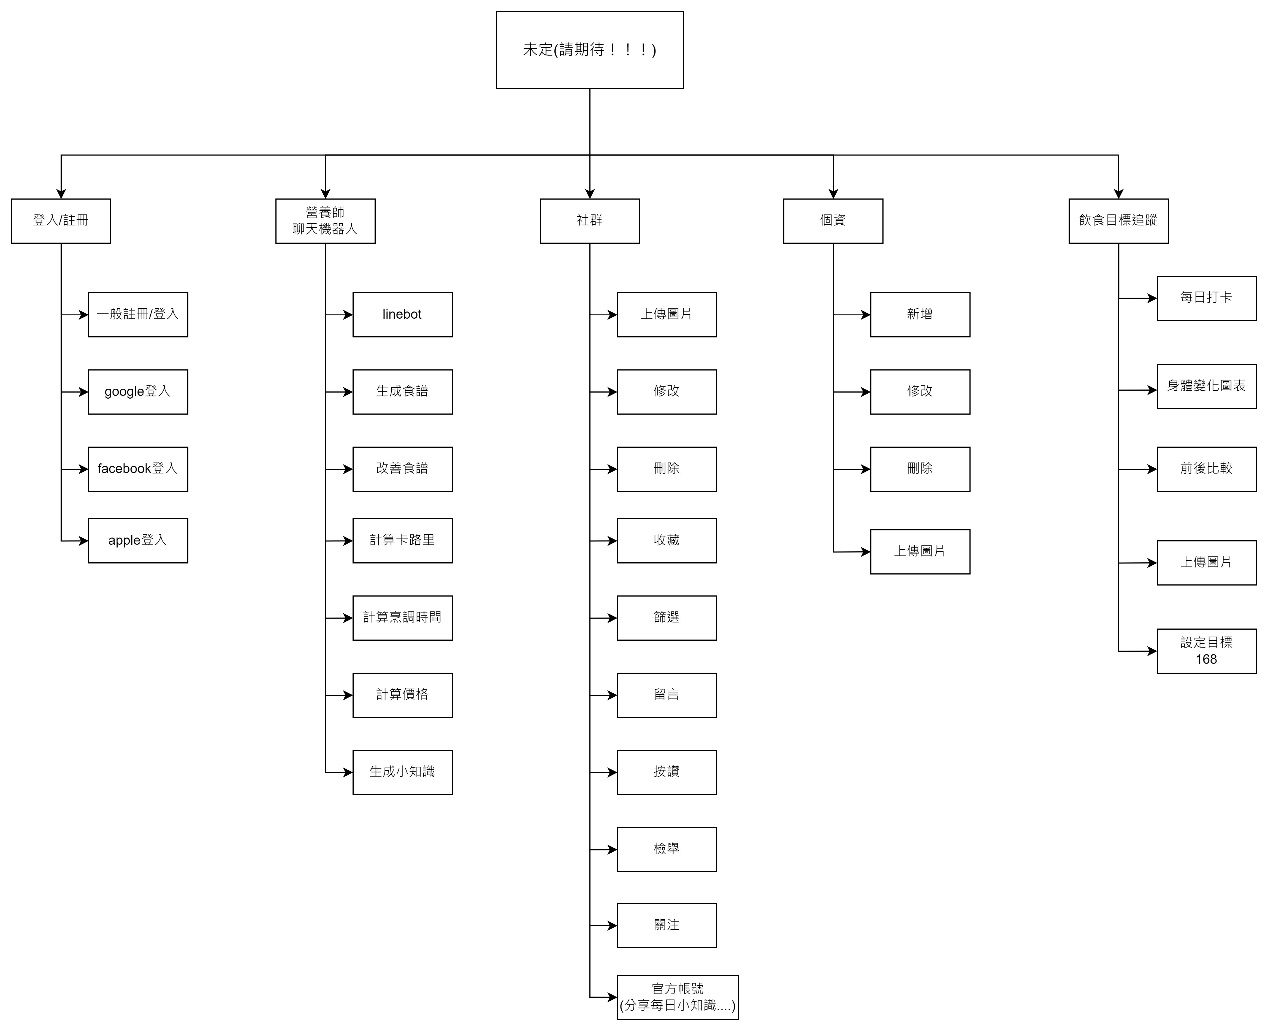 未定(請期待！！！)
登入/註冊
營養師
聊天機器人
社群
個資
飲食目標追蹤
一般註冊/登入
google登入
facebook登入
apple登入
linebot
生成食譜
改善食譜
計算卡路里
計算烹調時間
計算價格
生成小知識
上傳圖片
修改
刪除
收藏
篩選
留言
按讚
檢舉
關注
官方帳號
(分享每日小知識....)
新增
修改
刪除
上傳圖片
每日打卡
身體變化圖表
前後比較
上傳圖片
設定目標
168